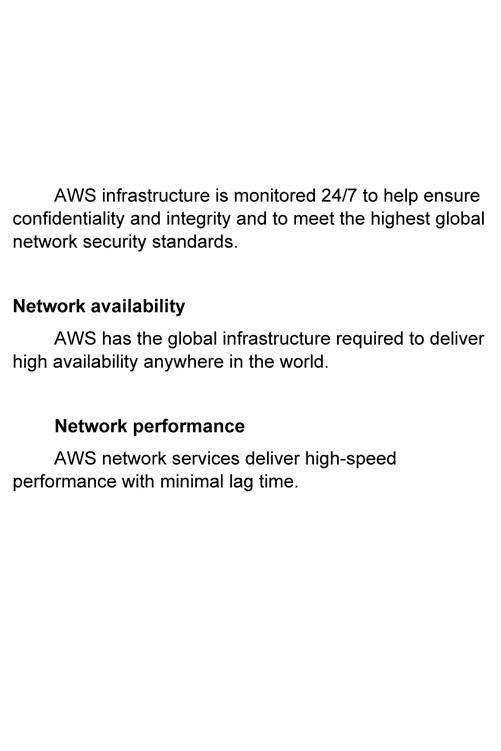 AWS infrastructure is monitored 24/7 to help ensure
confidentiality and integrity and to meet the highest global
network security standards.
Network availability
AWS has the global infrastructure required to deliver
high availability anywhere in the world.
Network performance
AWS network services deliver high-speed
performance with minimal lag time.